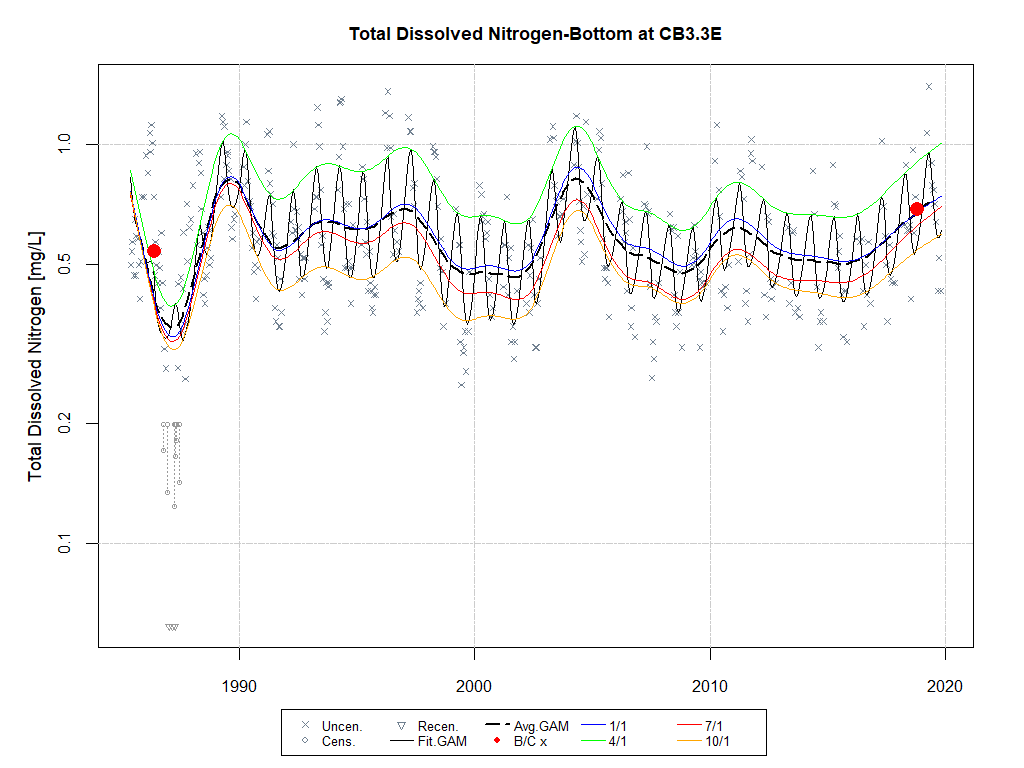 Total Dissolved Nitrogen-Bottom at CB3.3E
Total Dissolved Nitrogen [mg/L]
1.0
0.5
0.2
0.1
1990 2000 2010 2020
Uncen. Recen. Avg.GAM 1/1 7/1
Cens. Fit.GAM B/C x 4/1 10/1